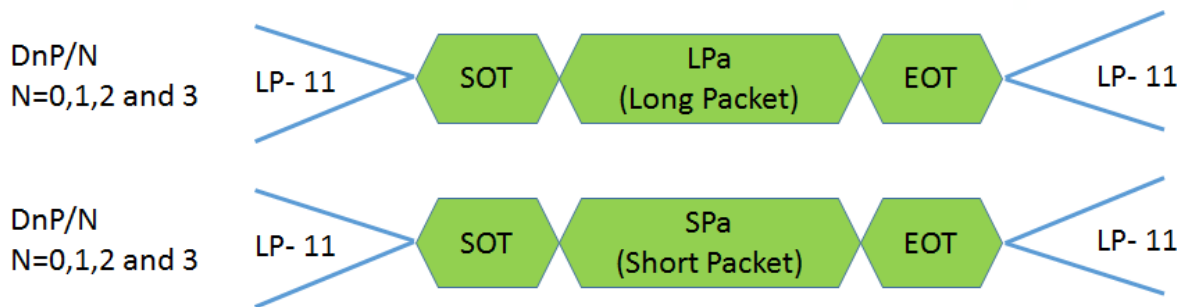 DnP/N
N=0,1,2 and 3
LP- 11
SOT
LPa
(Long Packet)
EOT
LP- 11
DnP/N
N=0,1,2 and 3
LP- 11
SOT
SPa
(Short Packet)
EOT
LP- 11